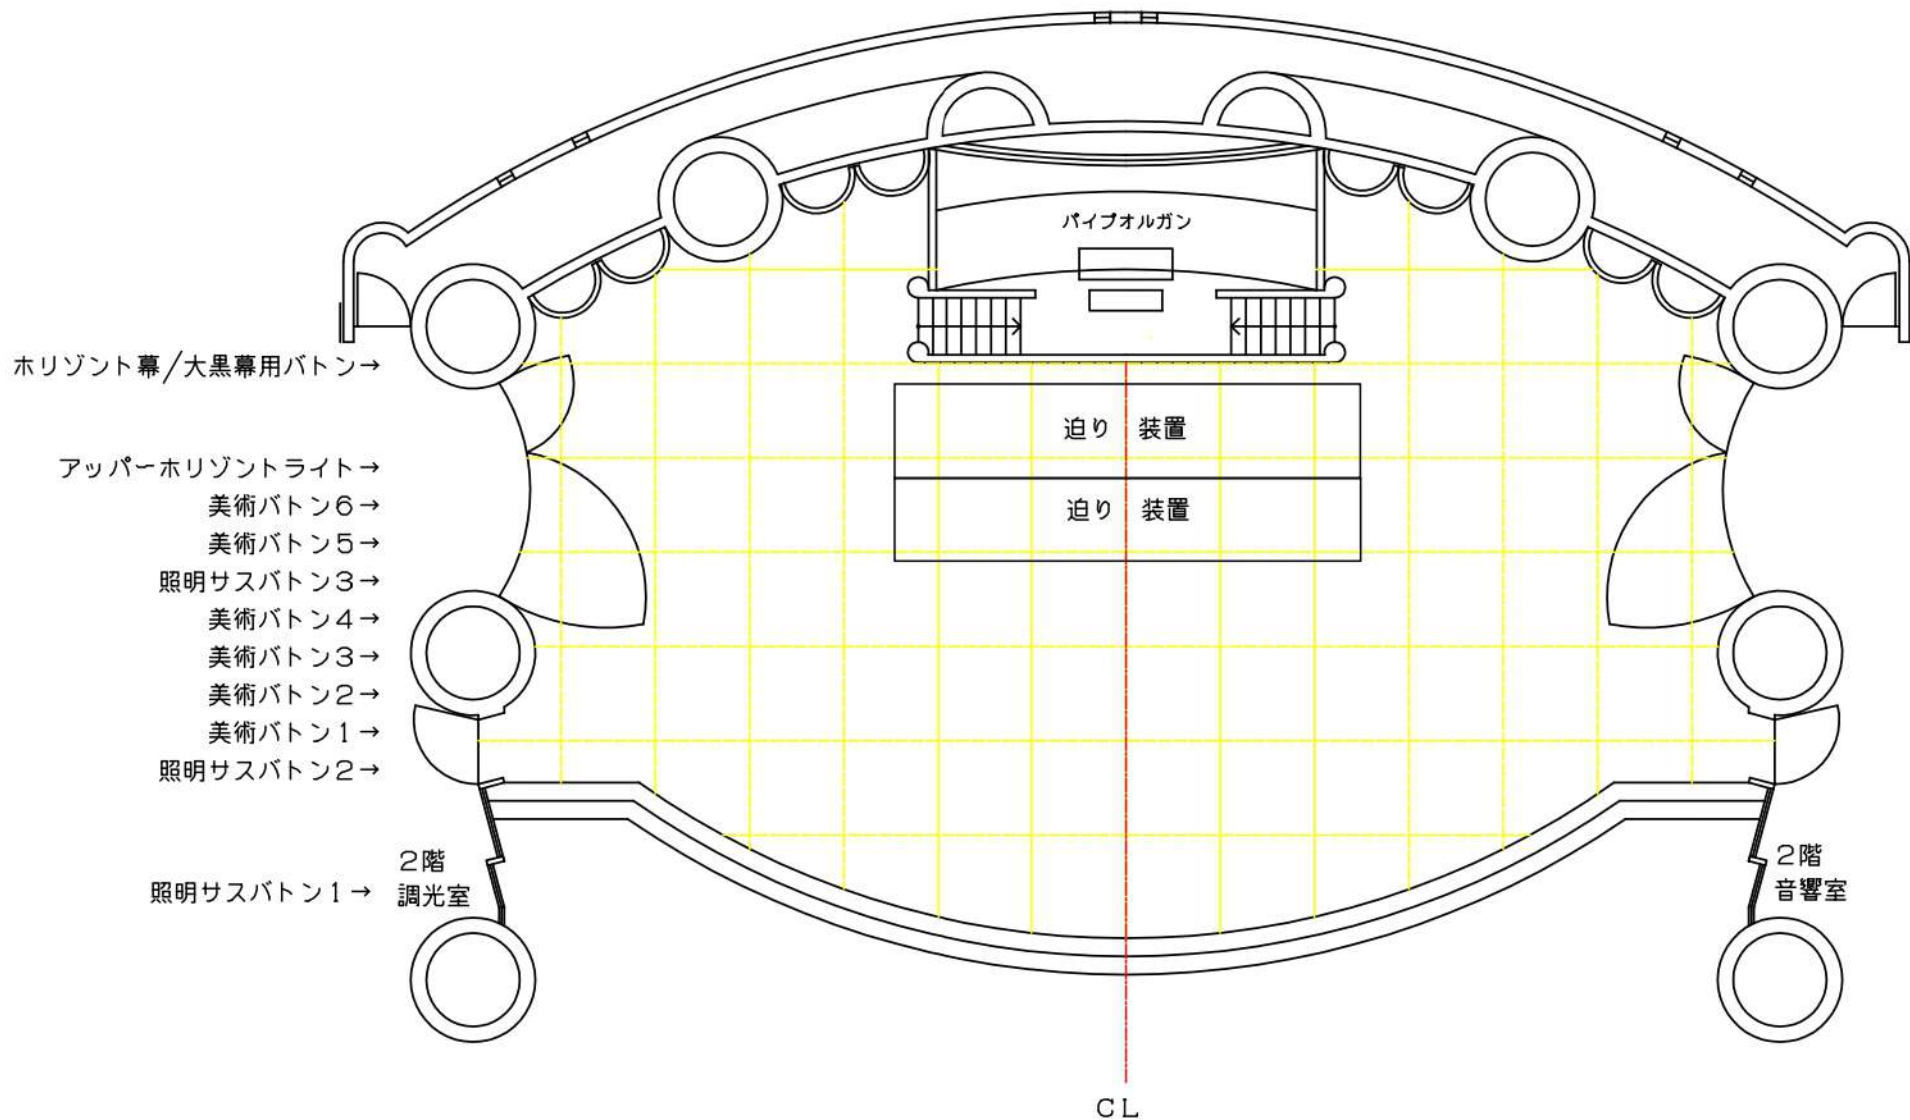 パイプオルガン
ホリゾント幕/大黒幕用バトン→
迫り 装置
アッパーホリゾントライト→
美術バトン6→
迫り 装置
美術バトン5→
照明サスバトン3→
美術バトン4→
美術バトン3→
美術バトン2→
美術バトン1→
照明サスバトン2→
照明サスバトン1→
2階
調光室
2階
音響室
CL